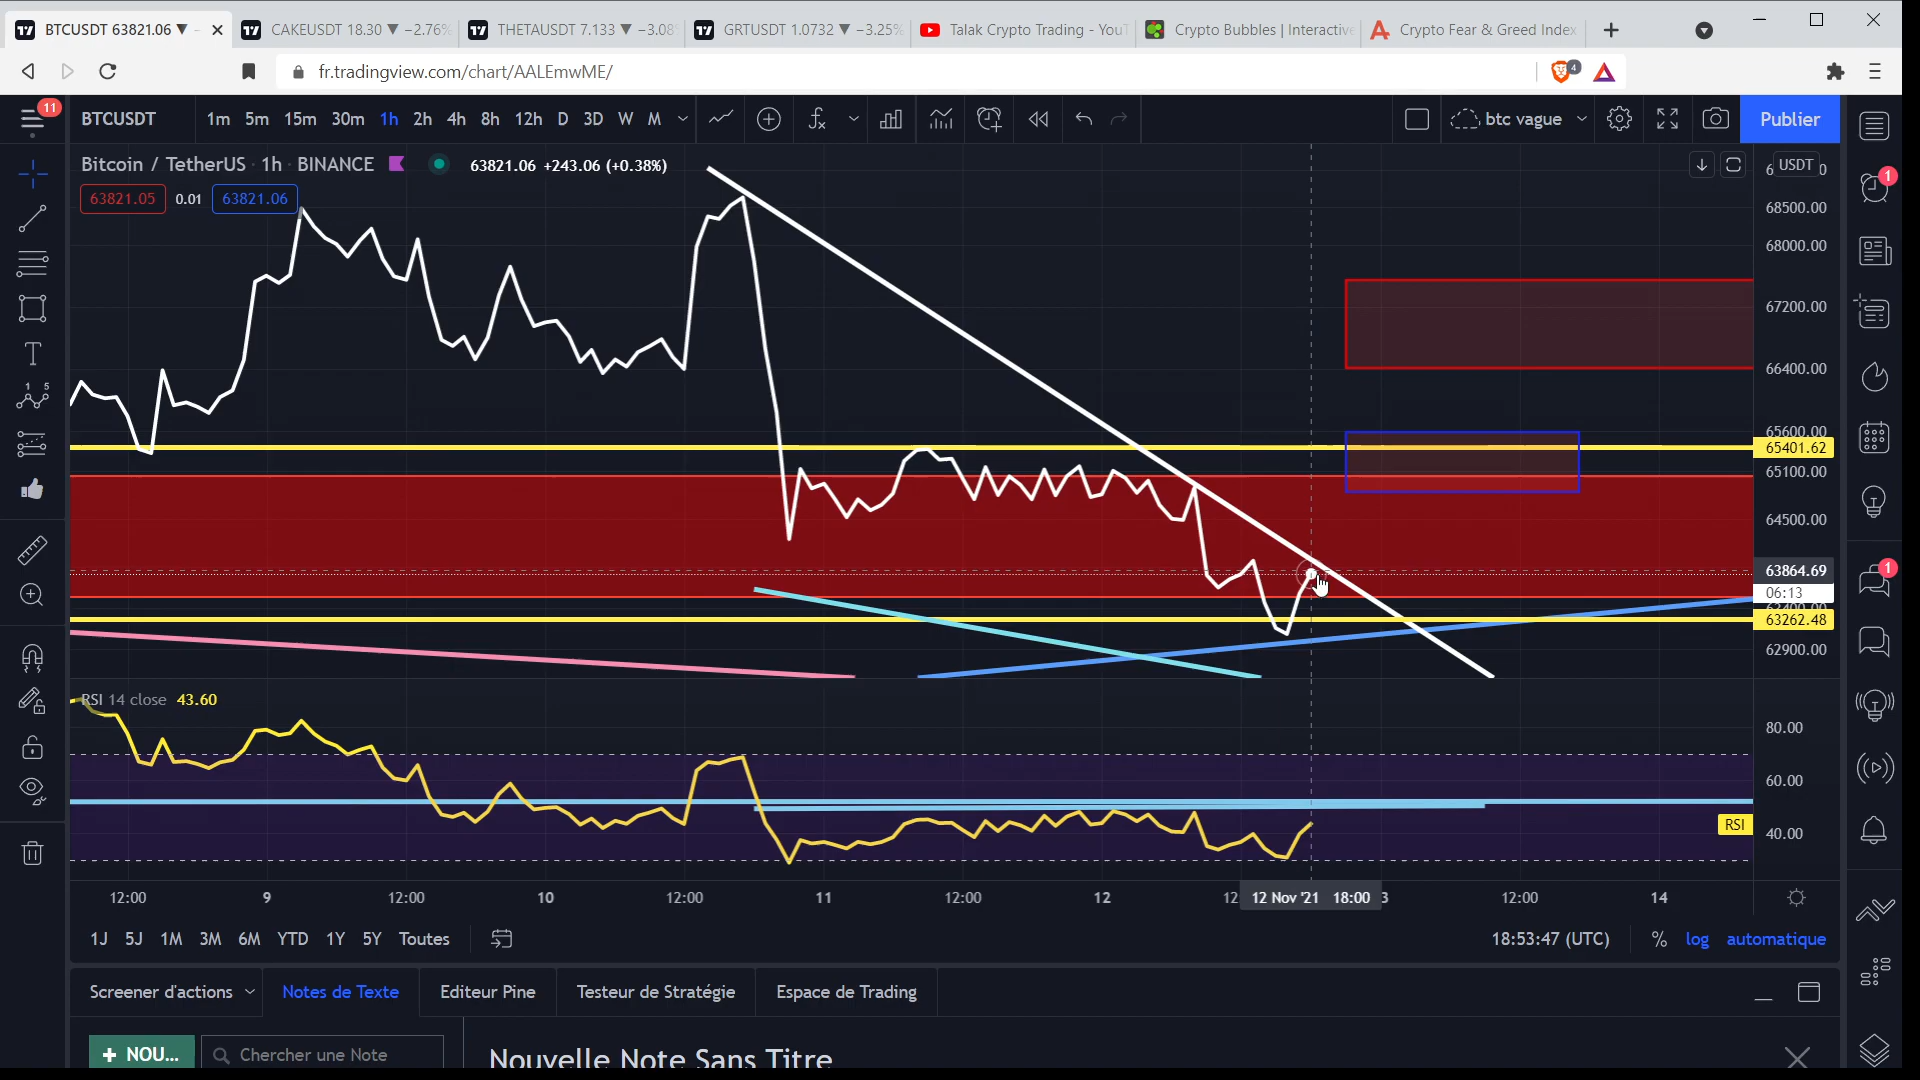 BTCUSDT 63821.06 ▼ -
CAKEUSDT 18.30 ▼ −2.76%
THETAUSDT 7.133 ▼ −3.08
GRTUSDT 1.0732 ▼ −3.25%
Talak Crypto Trading - YouT
Crypto Bubbles | Interactive
Crypto Fear & Greed Index
fr.tradingview.com/chart/AALEmwME/
4
11
BTCUSDT
1m 5m 15m 30m 1h 2h 4h 8h 12h D 3D W M
btc vague
Publier
Bitcoin / TetherUS · 1h · BINANCE
63821.06 +243.06 (+0.38%)
63821.05 0.01 63821.06
USDT
1
68500.00
68000.00
67200.00
66400.00
65600.00
65401.62
65100.00
64500.00
63864.69
06:13
63262.48
62900.00
1
RSI 14 close 43.60
80.00
60.00
RSI
40.00
12:00 9 12:00 10 12:00 11 12:00 12 12 12 Nov '21 18:00 3 12:00 14
1J 5J 1M 3M 6M YTD 1Y 5Y Toutes
18:53:47 (UTC) % log automatique
Screener d'actions
Notes de Texte
Editeur Pine
Testeur de Stratégie
Espace de Trading
+ NOU...
Chercher une Note
Nouvelle Note Sans Titre